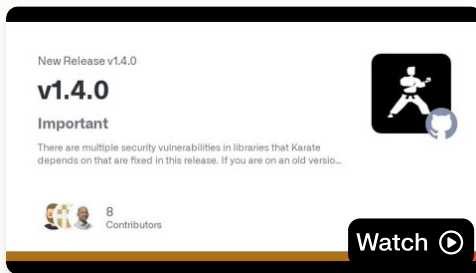 New Release v1.4.0
v1.4.0
Important
There are multiple security vulnerabilities in libraries that Karate
depends on that are fixed in this release. If you are on an old versio...
8
Contributors
Watch